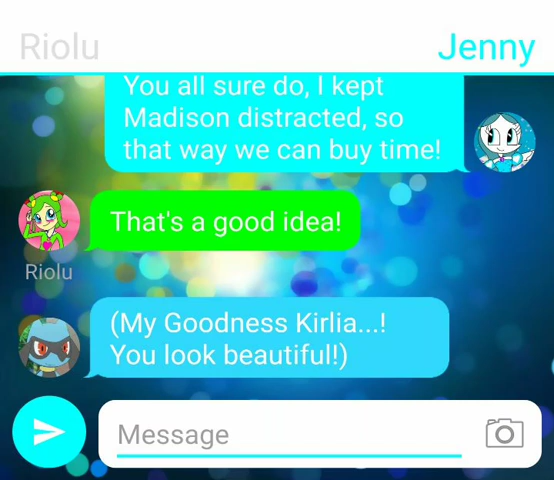 Riolu
Jenny
You all sure do, I kept
Madison distracted, so
that way we can buy time!
That's a good idea!
Riolu
(My Goodness Kirlia...!
You look beautiful!)
Message